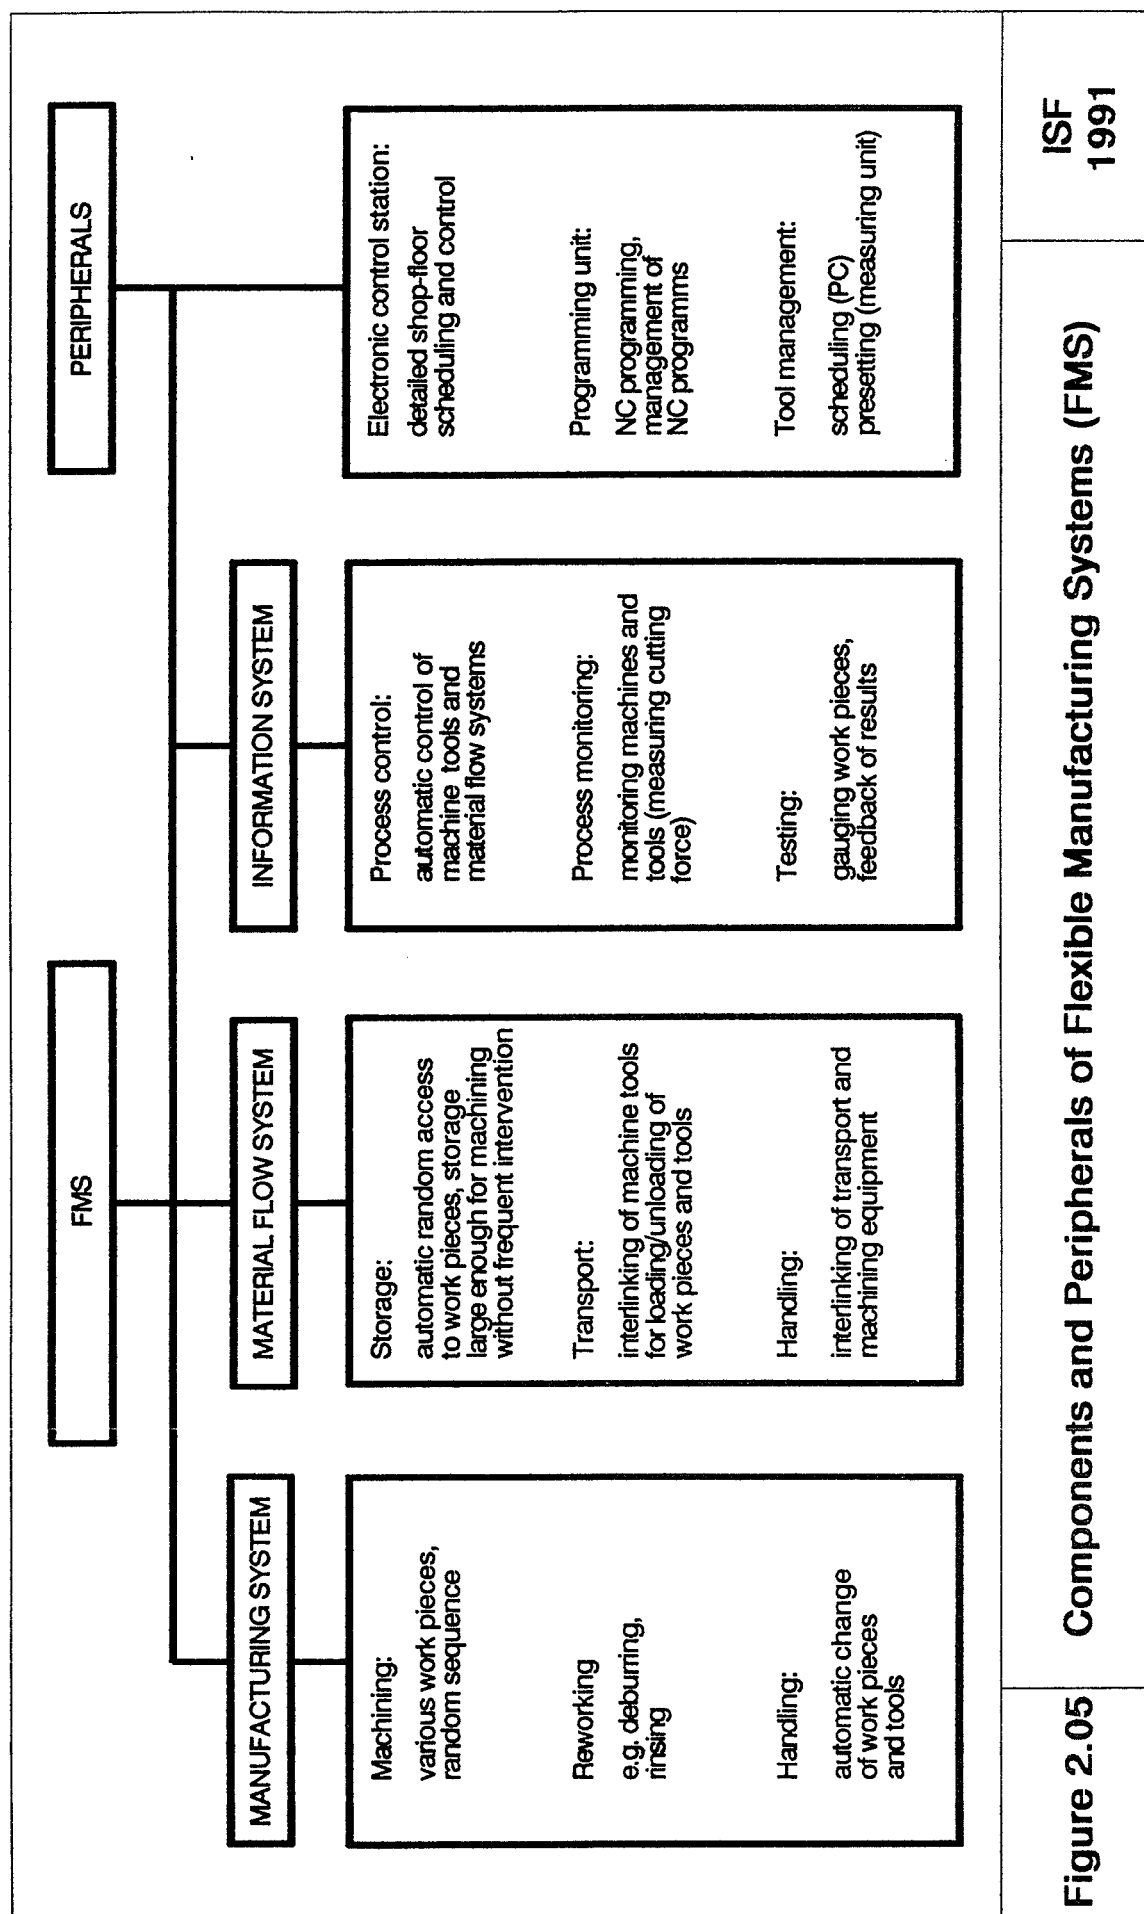 FMS
PERIPHERALS
MANUFACTURING SYSTEM
Machining:
various work pieces,
random sequence
Reworking
e.g. deburring,
rinsing
Handling:
automatic change
of work pieces
and tools
MATERIAL FLOW SYSTEM
Storage:
automatic random access
to work pieces, storage
large enough for machining
without frequent intervention
Transport:
interlinking of machine tools
for loading/unloading of
work pieces and tools
Handling:
interlinking of transport and
machining equipment
INFORMATION SYSTEM
Process control:
automatic control of
machine tools and
material flow systems
Process monitoring:
monitoring machines and
tools (measuring cutting
force)
Testing:
gauging work pieces,
feedback of results
Electronic control station:
detailed shop-floor
scheduling and control
Programming unit:
NC programming,
management of
NC programms
Tool management:
scheduling (PC)
presetting (measuring unit)
Figure 2.05
Components and Peripherals of Flexible Manufacturing Systems (FMS)
ISF
1991